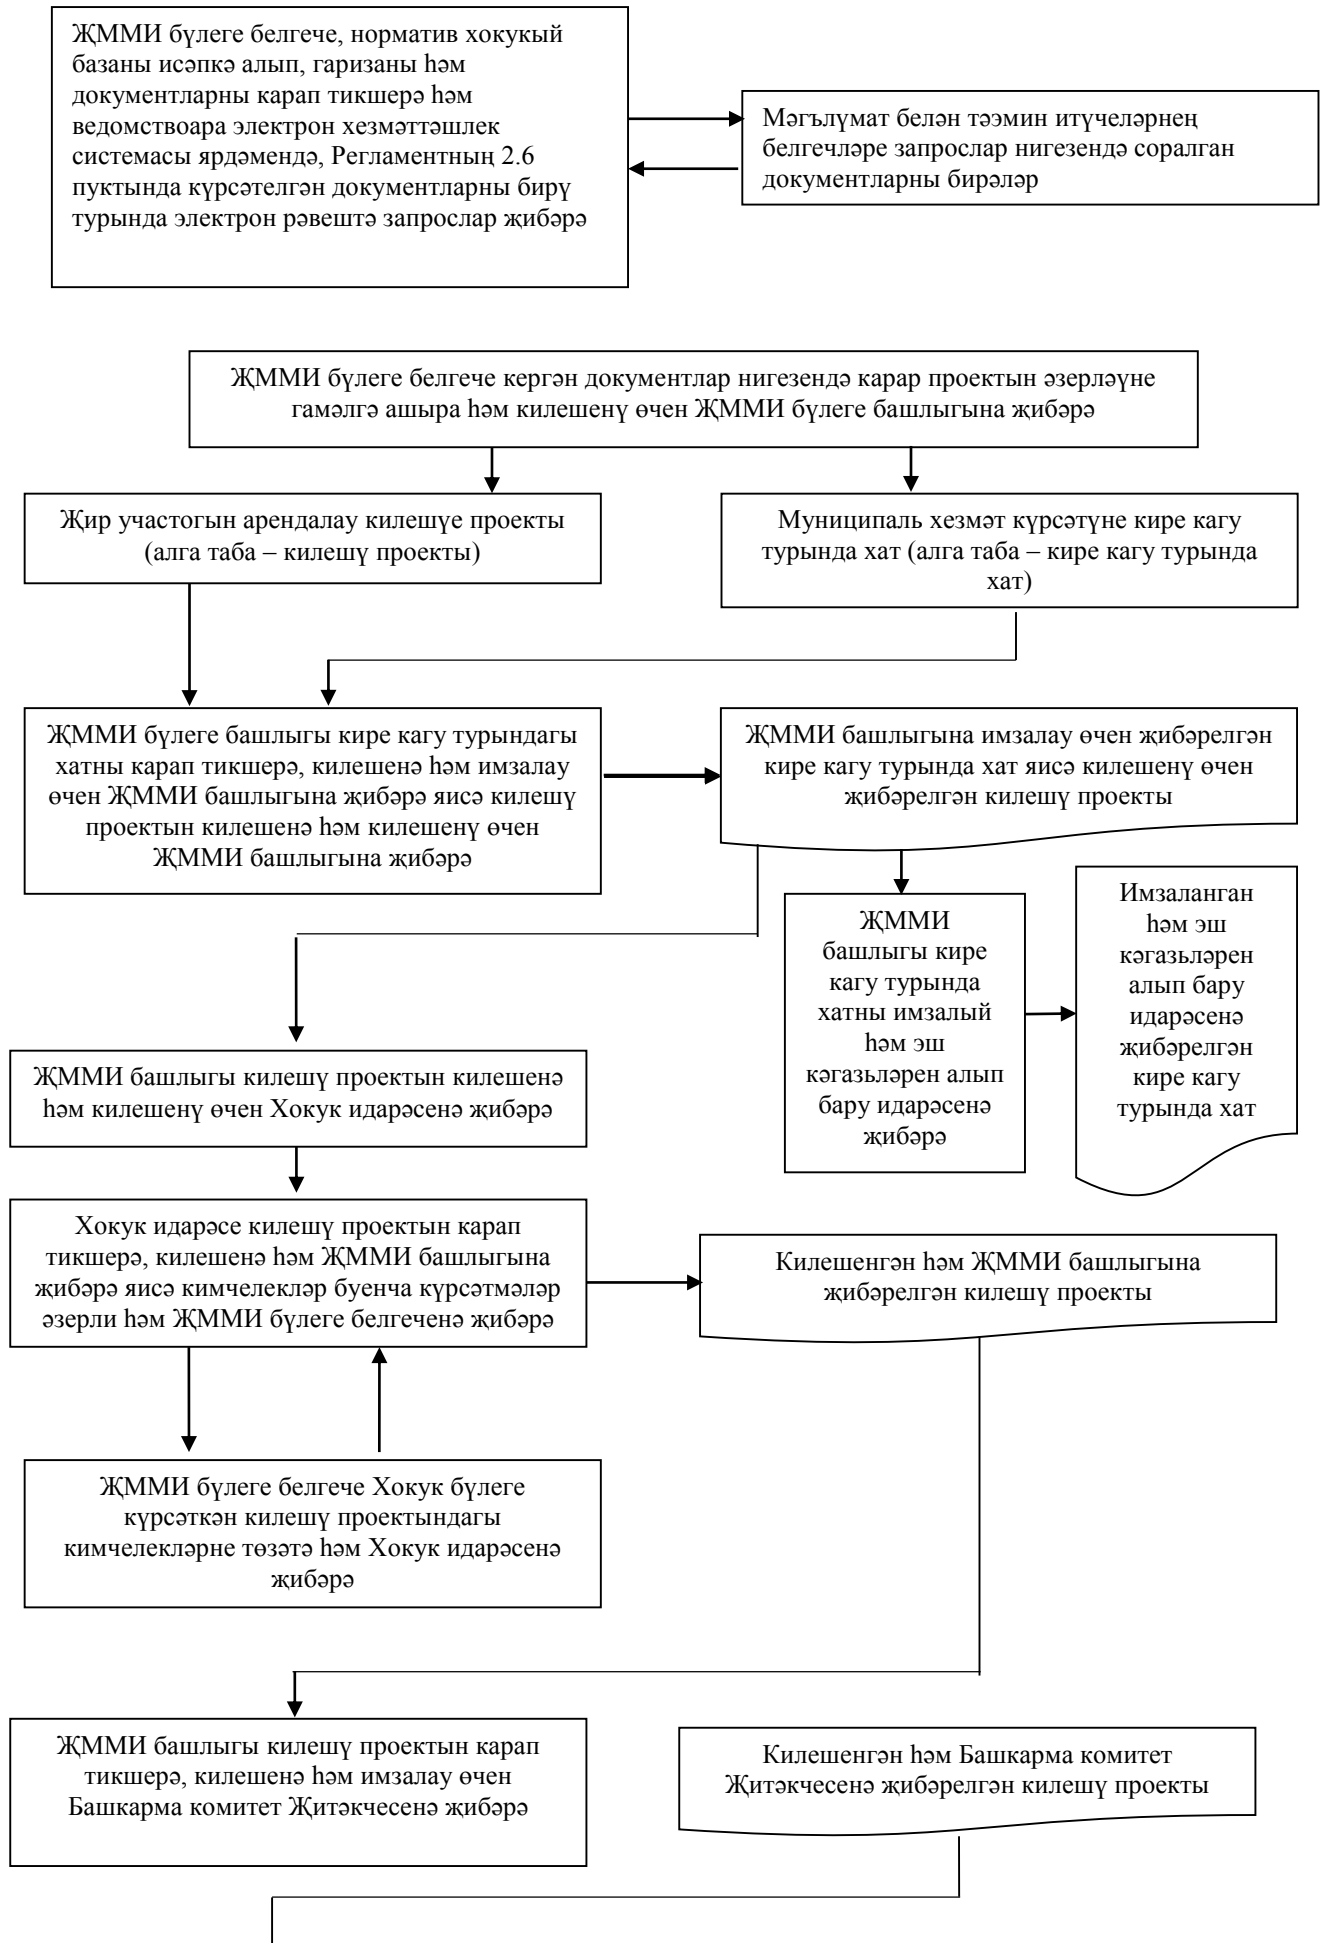 ҖММИ бүлеге белгече, норматив хокукый
базаны исәпкә алып, гаризаны һәм
документларны карап тикшерә һәм
ведомствоара электрон хезмәттәшлек
системасы ярдәмендә, Регламентның 2.6
пуктында күрсәтелгән документларны бирү
турында электрон рәвештә запрослар җибәрә
Мәгълүмат белән тәэмин итүчеләрнең
белгечләре запрослар нигезендә соралган
документларны бирәләр
ҖММИ бүлеге белгече кергән документлар нигезендә карар проектын әзерләүне
гамәлгә ашыра һәм килешенү өчен ҖММИ бүлеге башлыгына җибәрә
Җир участогын арендалау килешүе проекты
(алга таба – килешү проекты)
Муниципаль хезмәт күрсәтүне кире кагу
турында хат (алга таба – кире кагу турында
хат)
ҖММИ бүлеге башлыгы кире кагу турындагы
хатны карап тикшерә, килешенә һәм имзалау
өчен ҖММИ башлыгына җибәрә яисә килешү
проектын килешенә һәм килешенү өчен
ҖММИ башлыгына җибәрә
ҖММИ башлыгына имзалау өчен җибәрелгән
кире кагу турында хат яисә килешенү өчен
җибәрелгән килешү проекты
ҖММИ
башлыгы кире
кагу турында
хатны имзалый
һәм эш
кәгазьләрен алып
бару идарәсенә
җибәрә
Имзаланган
һәм эш
кәгазьләрен
алып бару
идарәсенә
җибәрелгән
кире кагу
турында хат
ҖММИ башлыгы килешү проектын килешенә
һәм килешенү өчен Хокук идарәсенә җибәрә
Хокук идарәсе килешү проектын карап
тикшерә, килешенә һәм ҖММИ башлыгына
җибәрә яисә кимчелекләр буенча күрсәтмәләр
әзерли һәм ҖММИ бүлеге белгеченә җибәрә
Килешенгән һәм ҖММИ башлыгына
җибәрелгән килешү проекты
ҖММИ бүлеге белгече Хокук бүлеге
күрсәткән килешү проектындагы
кимчелекләрне төзәтә һәм Хокук идарәсенә
җибәрә
ҖММИ башлыгы килешү проектын карап
тикшерә, килешенә һәм имзалау өчен
Башкарма комитет Җитәкчесенә җибәрә
Килешенгән һәм Башкарма комитет
Җитәкчесенә җибәрелгән килешү проекты